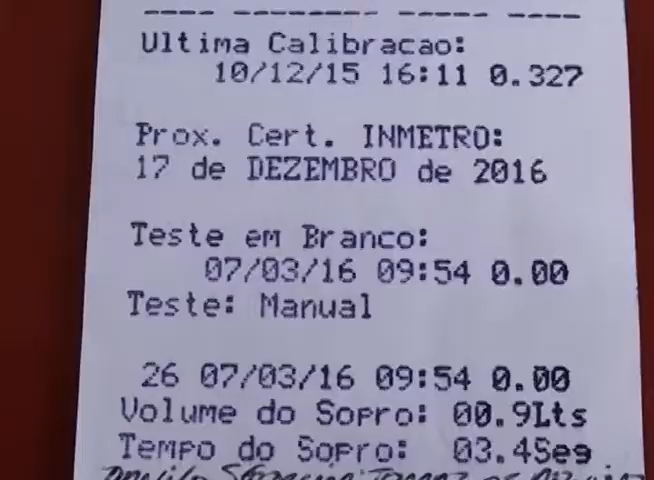 ---- -------- ----- ----
Ultima Calibracao:
10/12/15 16:11 0.327
Prox. Cert. INMETRO:
17 de DEZEMBRO de 2016
Teste em Branco:
07/03/16 09:54 0.00
Teste: Manual
26 07/03/16 09:54 0.00
Volume do Sopro: 00.9Lts
Tempo do Sopro: 03.4Seg